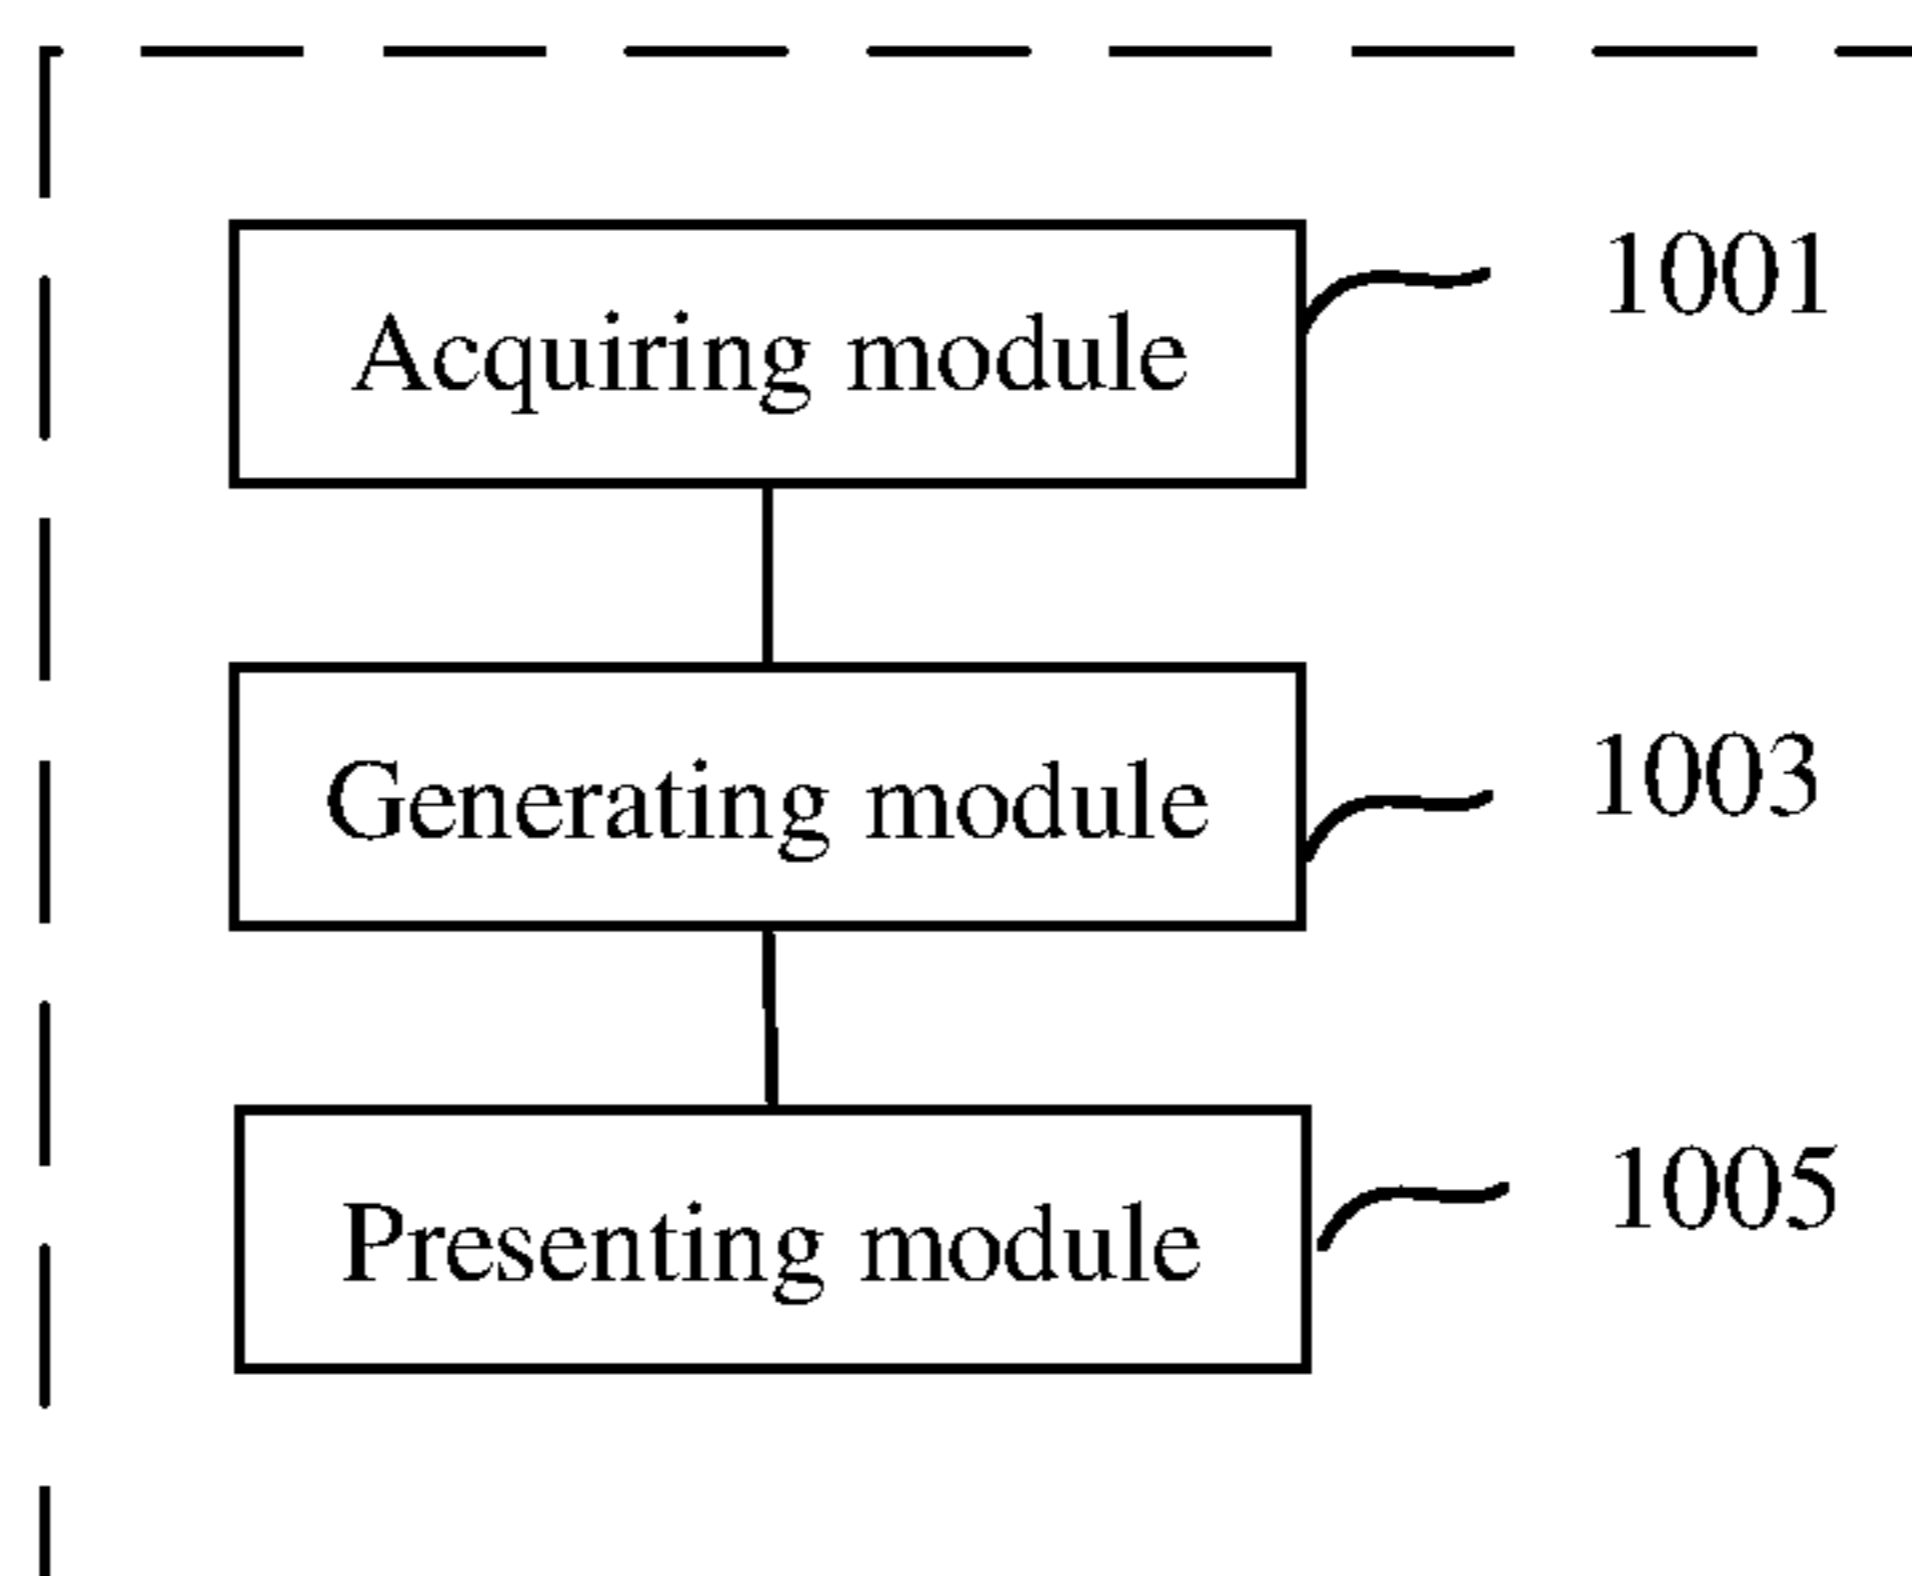 Acquiring module
1001
Generating module
1003
Presenting module
1005